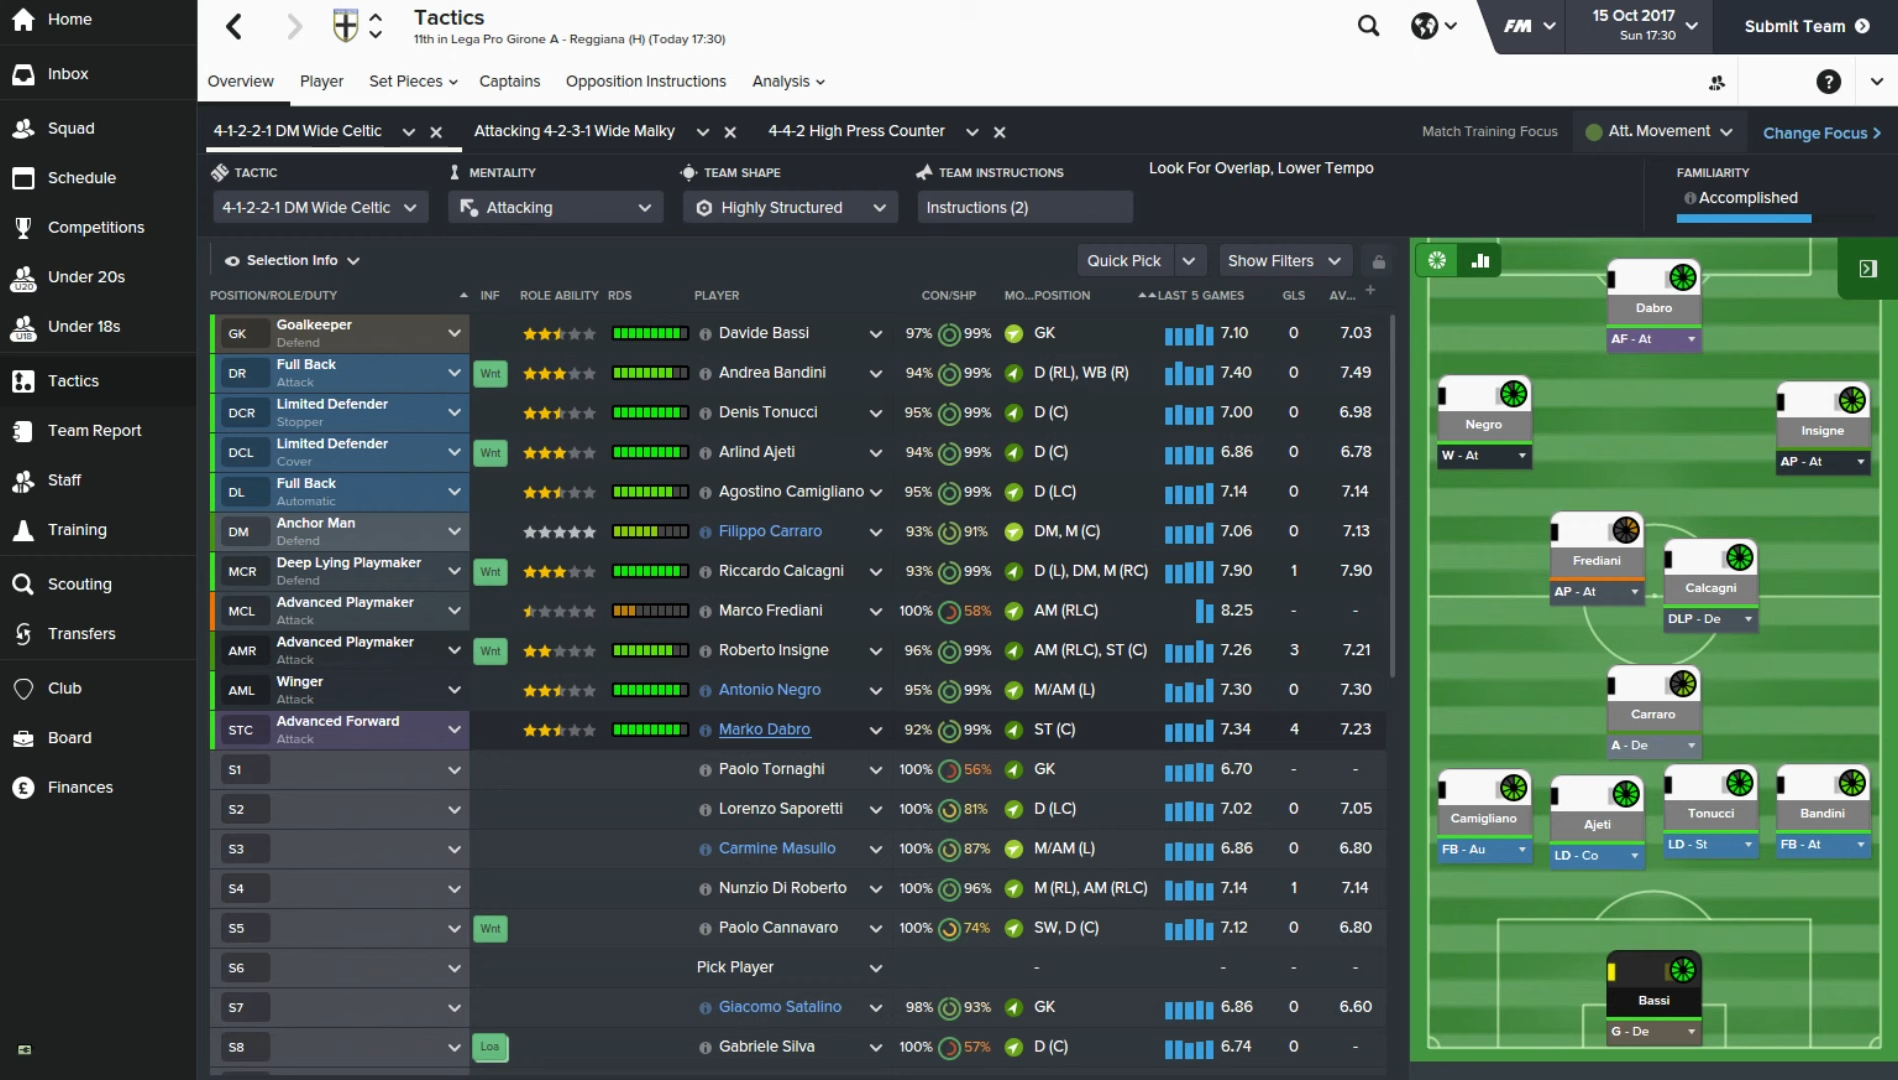 Home
Inbox
Squad
Schedule
Competitions
U20
Under 20s
U18
Under 18s
Tactics
Team Report
Staff
Training
Scouting
Transfers
Club
Board
£
Finances
Tactics
11th in Lega Pro Girone A - Reggiana (H) (Today 17:30)
FM
15 Oct 2017
Sun 17:30
Submit Team
Overview Player Set Pieces Captains Opposition Instructions Analysis
?
4-1-2-2-1 DM Wide Celtic Attacking 4-2-3-1 Wide Malky 4-4-2 High Press Counter
Match Training Focus Att. Movement Change Focus >
TACTIC MENTALITY TEAM SHAPE TEAM INSTRUCTIONS
4-1-2-2-1 DM Wide Celtic Attacking Highly Structured Instructions (2)
Look For Overlap, Lower Tempo
FAMILIARITY
Accomplished
Selection Info Quick Pick Show Filters
POSITION/ROLE/DUTY INF ROLE ABILITY RDS PLAYER CON/SHP MO... POSITION LAST 5 GAMES GLS AV... +
GK Goalkeeper Defend Davide Bassi 97% 99% GK 7.10 0 7.03
DR Full Back Attack Wnt Andrea Bandini 94% 99% D (RL), WB (R) 7.40 0 7.49
DCR Limited Defender Stopper Denis Tonucci 95% 99% D (C) 7.00 0 6.98
DCL Limited Defender Cover Wnt Arlind Ajeti 94% 99% D (C) 6.86 0 6.78
DL Full Back Automatic Agostino Camigliano 95% 99% D (LC) 7.14 0 7.14
DM Anchor Man Defend Filippo Carraro 93% 91% DM, M (C) 7.06 0 7.13
MCR Deep Lying Playmaker Defend Wnt Riccardo Calcagni 93% 99% D (L), DM, M (RC) 7.90 1 7.90
MCL Advanced Playmaker Attack Marco Frediani 100% 58% AM (RLC) 8.25 - -
AMR Advanced Playmaker Attack Wnt Roberto Insigne 96% 99% AM (RLC), ST (C) 7.26 3 7.21
AML Winger Attack Antonio Negro 95% 99% M/AM (L) 7.30 0 7.30
STC Advanced Forward Attack Marko Dabro 92% 99% ST (C) 7.34 4 7.23
S1 Paolo Tornaghi 100% 56% GK 6.70 - -
S2 Lorenzo Saporetti 100% 81% D (LC) 7.02 0 7.05
S3 Carmine Masullo 100% 87% M/AM (L) 6.86 0 6.80
S4 Nunzio Di Roberto 100% 96% M (RL), AM (RLC) 7.14 1 7.14
S5 Wnt Paolo Cannavaro 100% 74% SW, D (C) 7.12 0 6.80
S6 Pick Player - - - -
S7 Giacomo Satalino 98% 93% GK 6.86 0 6.60
S8 Loa Gabriele Silva 100% 57% D (C) 6.74 0 -
Dabro
AF - At
Negro
W - At
Insigne
AP - At
Frediani
AP - At
Calcagni
DLP - De
Carraro
A - De
Camigliano
FB - Au
Ajeti
LD - Co
Tonucci
LD - St
Bandini
FB - At
Bassi
G - De